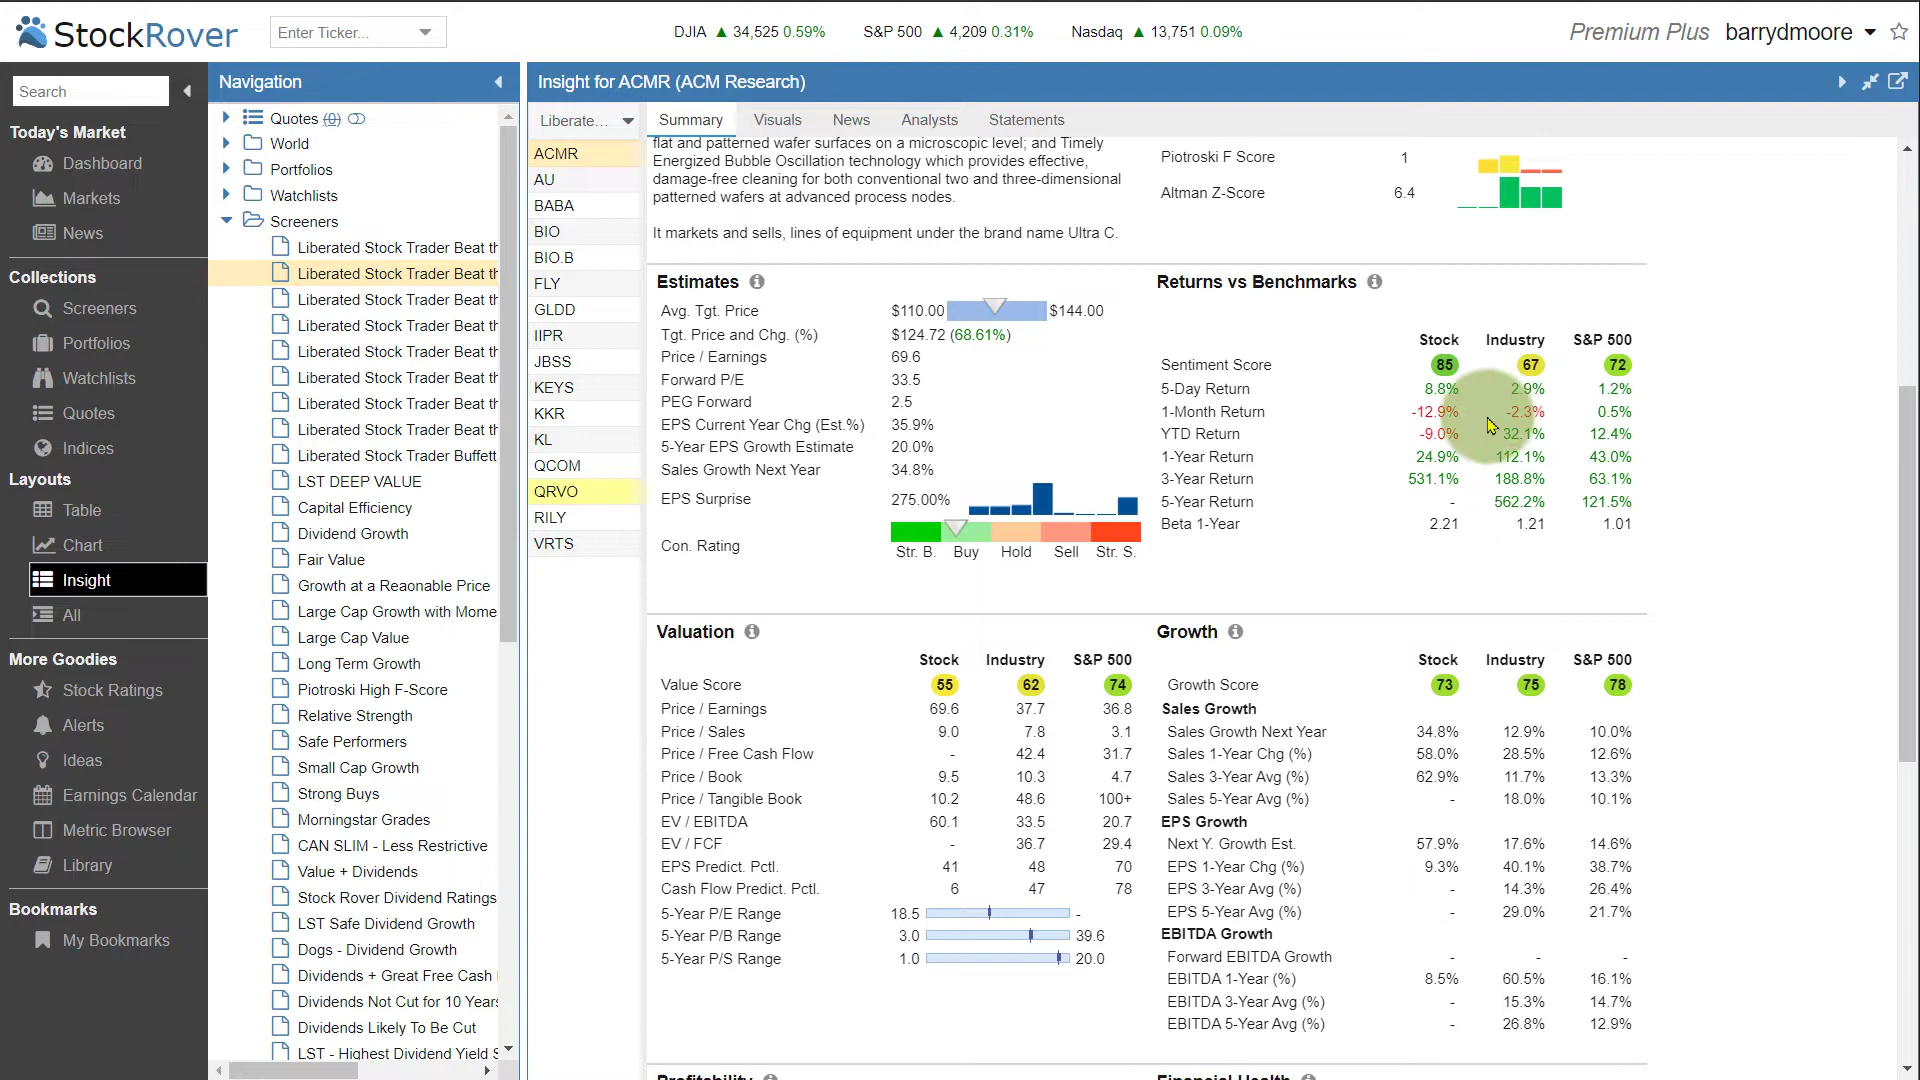 StockRover
Enter Ticker...
DJIA ▲ 34,525 0.59%
S&P 500 ▲ 4,209 0.31%
Nasdaq ▲ 13,751 0.09%
Premium Plus
barrydmoore
Search
Today's Market
Dashboard
Markets
News
Collections
Screeners
Portfolios
Watchlists
Quotes
Indices
Layouts
Table
Chart
Insight
All
More Goodies
Stock Ratings
Alerts
Ideas
Earnings Calendar
Metric Browser
Library
Bookmarks
My Bookmarks
Navigation
Quotes (0)
World
Portfolios
Watchlists
Screeners
Liberated Stock Trader Beat th
Liberated Stock Trader Beat th
Liberated Stock Trader Beat th
Liberated Stock Trader Beat th
Liberated Stock Trader Beat th
Liberated Stock Trader Beat th
Liberated Stock Trader Beat th
Liberated Stock Trader Beat th
Liberated Stock Trader Buffett
LST DEEP VALUE
Capital Efficiency
Dividend Growth
Fair Value
Growth at a Reaonable Price
Large Cap Growth with Mome
Large Cap Value
Long Term Growth
Piotroski High F-Score
Relative Strength
Safe Performers
Small Cap Growth
Strong Buys
Morningstar Grades
CAN SLIM - Less Restrictive
Value + Dividends
Stock Rover Dividend Ratings
LST Safe Dividend Growth
Dogs - Dividend Growth
Dividends + Great Free Cash
Dividends Not Cut for 10 Years
Dividends Likely To Be Cut
LST - Highest Dividend Yield S
Insight for ACMR (ACM Research)
Liberate...
ACMR
AU
BABA
BIO
BIO.B
FLY
GLDD
IIPR
JBSS
KEYS
KKR
KL
QCOM
QRVO
RILY
VRTS
Summary Visuals News Analysts Statements
flat and patterned wafer surfaces on a microscopic level; and Timely
Energized Bubble Oscillation technology which provides effective,
damage-free cleaning for both conventional two and three-dimensional
patterned wafers at advanced process nodes.
It markets and sells, lines of equipment under the brand name Ultra C.
Piotroski F Score 1
Altman Z-Score 6.4
Estimates
Avg. Tgt. Price $110.00 $144.00
Tgt. Price and Chg. (%) $124.72 (68.61%)
Price / Earnings 69.6
Forward P/E 33.5
PEG Forward 2.5
EPS Current Year Chg (Est.%) 35.9%
5-Year EPS Growth Estimate 20.0%
Sales Growth Next Year 34.8%
EPS Surprise 275.00%
Con. Rating
Str. B. Buy Hold Sell Str. S.
Returns vs Benchmarks
Stock Industry S&P 500
Sentiment Score 85 67 72
5-Day Return 8.8% 2.9% 1.2%
1-Month Return -12.9% -2.3% 0.5%
YTD Return -9.0% 32.1% 12.4%
1-Year Return 24.9% 112.1% 43.0%
3-Year Return 531.1% 188.8% 63.1%
5-Year Return - 562.2% 121.5%
Beta 1-Year 2.21 1.21 1.01
Valuation
Stock Industry S&P 500
Value Score 55 62 74
Price / Earnings 69.6 37.7 36.8
Price / Sales 9.0 7.8 3.1
Price / Free Cash Flow - 42.4 31.7
Price / Book 9.5 10.3 4.7
Price / Tangible Book 10.2 48.6 100+
EV / EBITDA 60.1 33.5 20.7
EV / FCF - 36.7 29.4
EPS Predict. Pctl. 41 48 70
Cash Flow Predict. Pctl. 6 47 78
5-Year P/E Range 18.5 -
5-Year P/B Range 3.0 39.6
5-Year P/S Range 1.0 20.0
Growth
Stock Industry S&P 500
Growth Score 73 75 78
Sales Growth
Sales Growth Next Year 34.8% 12.9% 10.0%
Sales 1-Year Chg (%) 58.0% 28.5% 12.6%
Sales 3-Year Avg (%) 62.9% 11.7% 13.3%
Sales 5-Year Avg (%) - 18.0% 10.1%
EPS Growth
Next Y. Growth Est. 57.9% 17.6% 14.6%
EPS 1-Year Chg (%) 9.3% 40.1% 38.7%
EPS 3-Year Avg (%) - 14.3% 26.4%
EPS 5-Year Avg (%) - 29.0% 21.7%
EBITDA Growth
Forward EBITDA Growth - - -
EBITDA 1-Year (%) 8.5% 60.5% 16.1%
EBITDA 3-Year Avg (%) - 15.3% 14.7%
EBITDA 5-Year Avg (%) - 26.8% 12.9%
Profitability
Financial Health